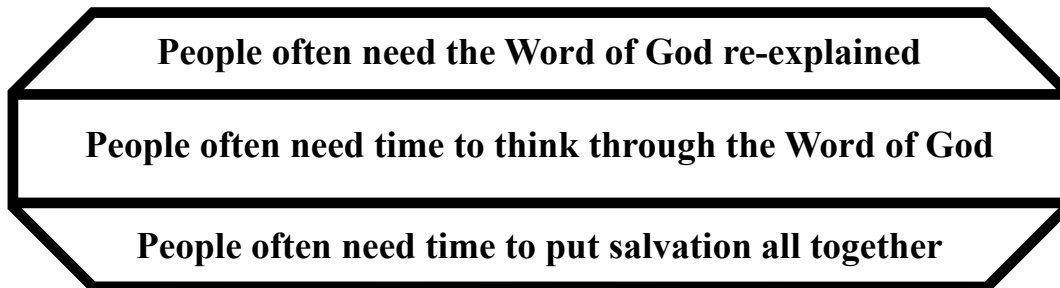 People often need the Word of God re-explained
People often need time to think through the Word of God
People often need time to put salvation all together